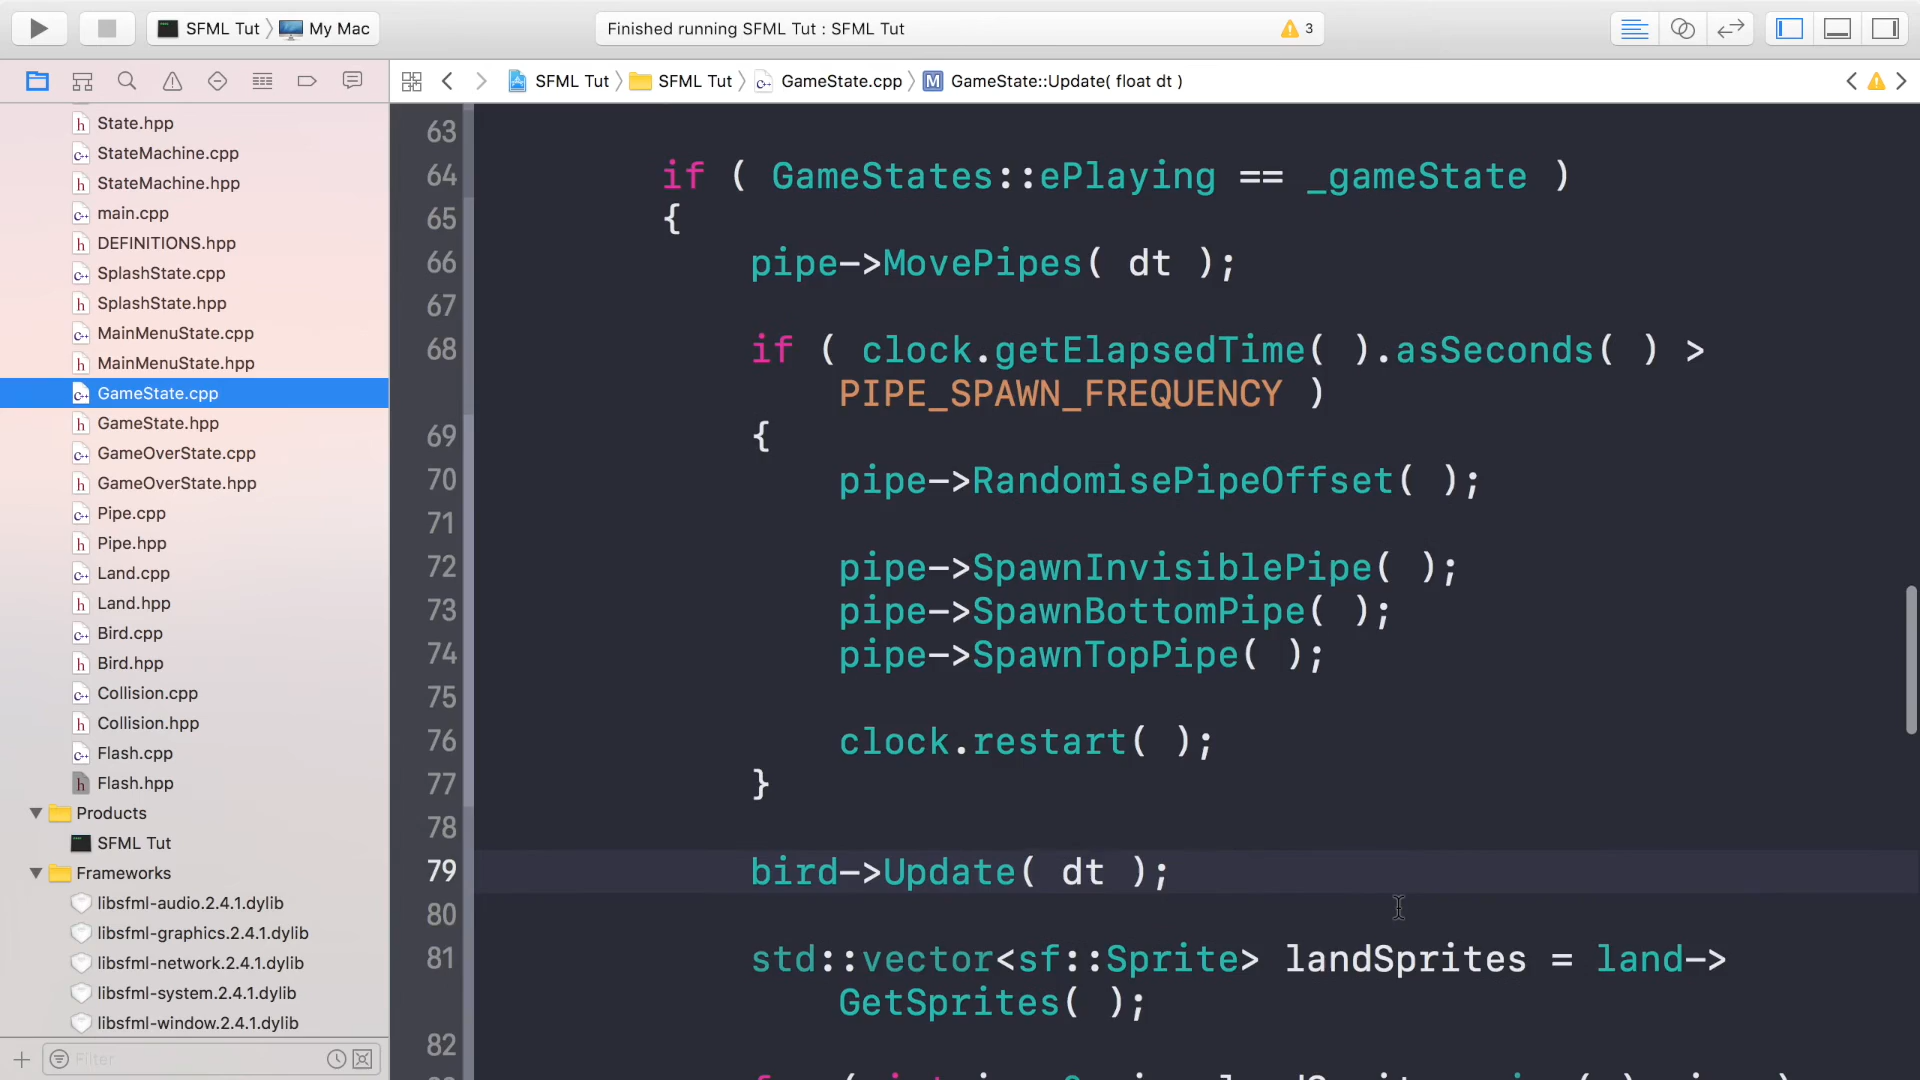 SFML Tut 〉 My Mac
Finished running SFML Tut : SFML Tut
3
SFML Tut 〉 SFML Tut 〉 GameState.cpp 〉 M GameState::Update( float dt )
State.hpp
StateMachine.cpp
StateMachine.hpp
main.cpp
DEFINITIONS.hpp
SplashState.cpp
SplashState.hpp
MainMenuState.cpp
MainMenuState.hpp
GameState.cpp
GameState.hpp
GameOverState.cpp
GameOverState.hpp
Pipe.cpp
Pipe.hpp
Land.cpp
Land.hpp
Bird.cpp
Bird.hpp
Collision.cpp
Collision.hpp
Flash.cpp
Flash.hpp
Products
SFML Tut
Frameworks
libsfml-audio.2.4.1.dylib
libsfml-graphics.2.4.1.dylib
libsfml-network.2.4.1.dylib
libsfml-system.2.4.1.dylib
libsfml-window.2.4.1.dylib
Filter
63
64 if ( GameStates::ePlaying == _gameState )
65 {
66 pipe->MovePipes( dt );
67
68 if ( clock.getElapsedTime( ).asSeconds( ) >
PIPE_SPAWN_FREQUENCY )
69 {
70 pipe->RandomisePipeOffset( );
71
72 pipe->SpawnInvisiblePipe( );
73 pipe->SpawnBottomPipe( );
74 pipe->SpawnTopPipe( );
75
76 clock.restart( );
77 }
78
79 bird->Update( dt );
80
81 std::vector<sf::Sprite> landSprites = land->
GetSprites( );
82